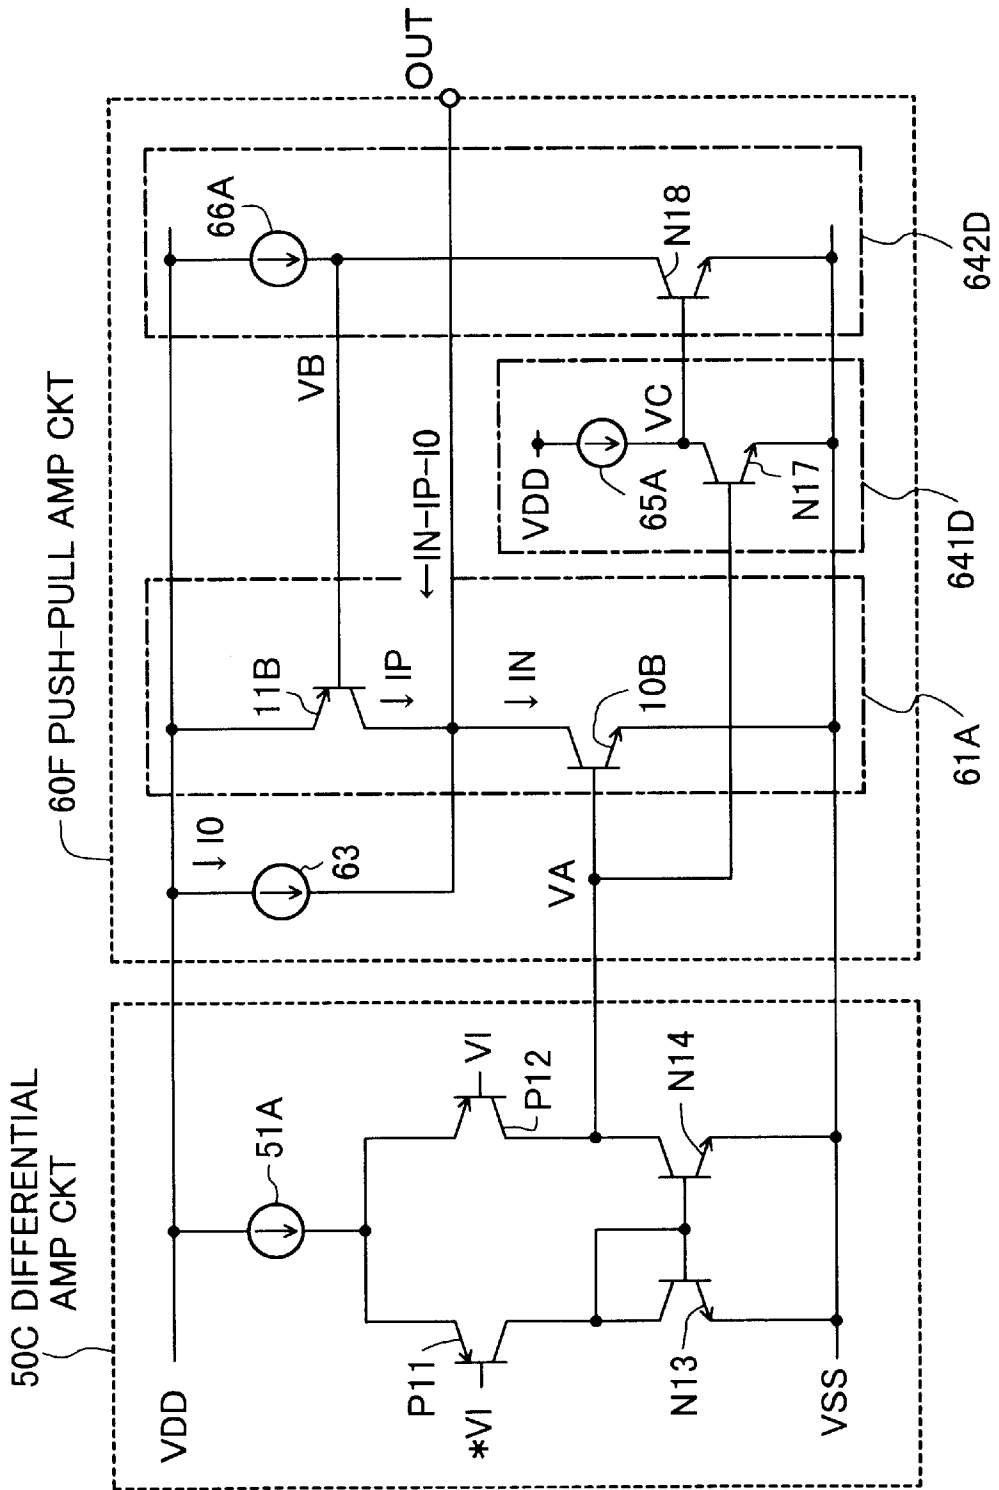 50C DIFFERENTIAL
AMP CKT
60F PUSH-PULL AMP CKT
VDD
51A
P11
*VI
VI
P12
N13
N14
VSS
↓I0
63
VA
11B
↓IP
↓IN
10B
61A
←IN-IP-I0
VB
VDD
65A
VC
N17
641D
66A
N18
642D
OUT